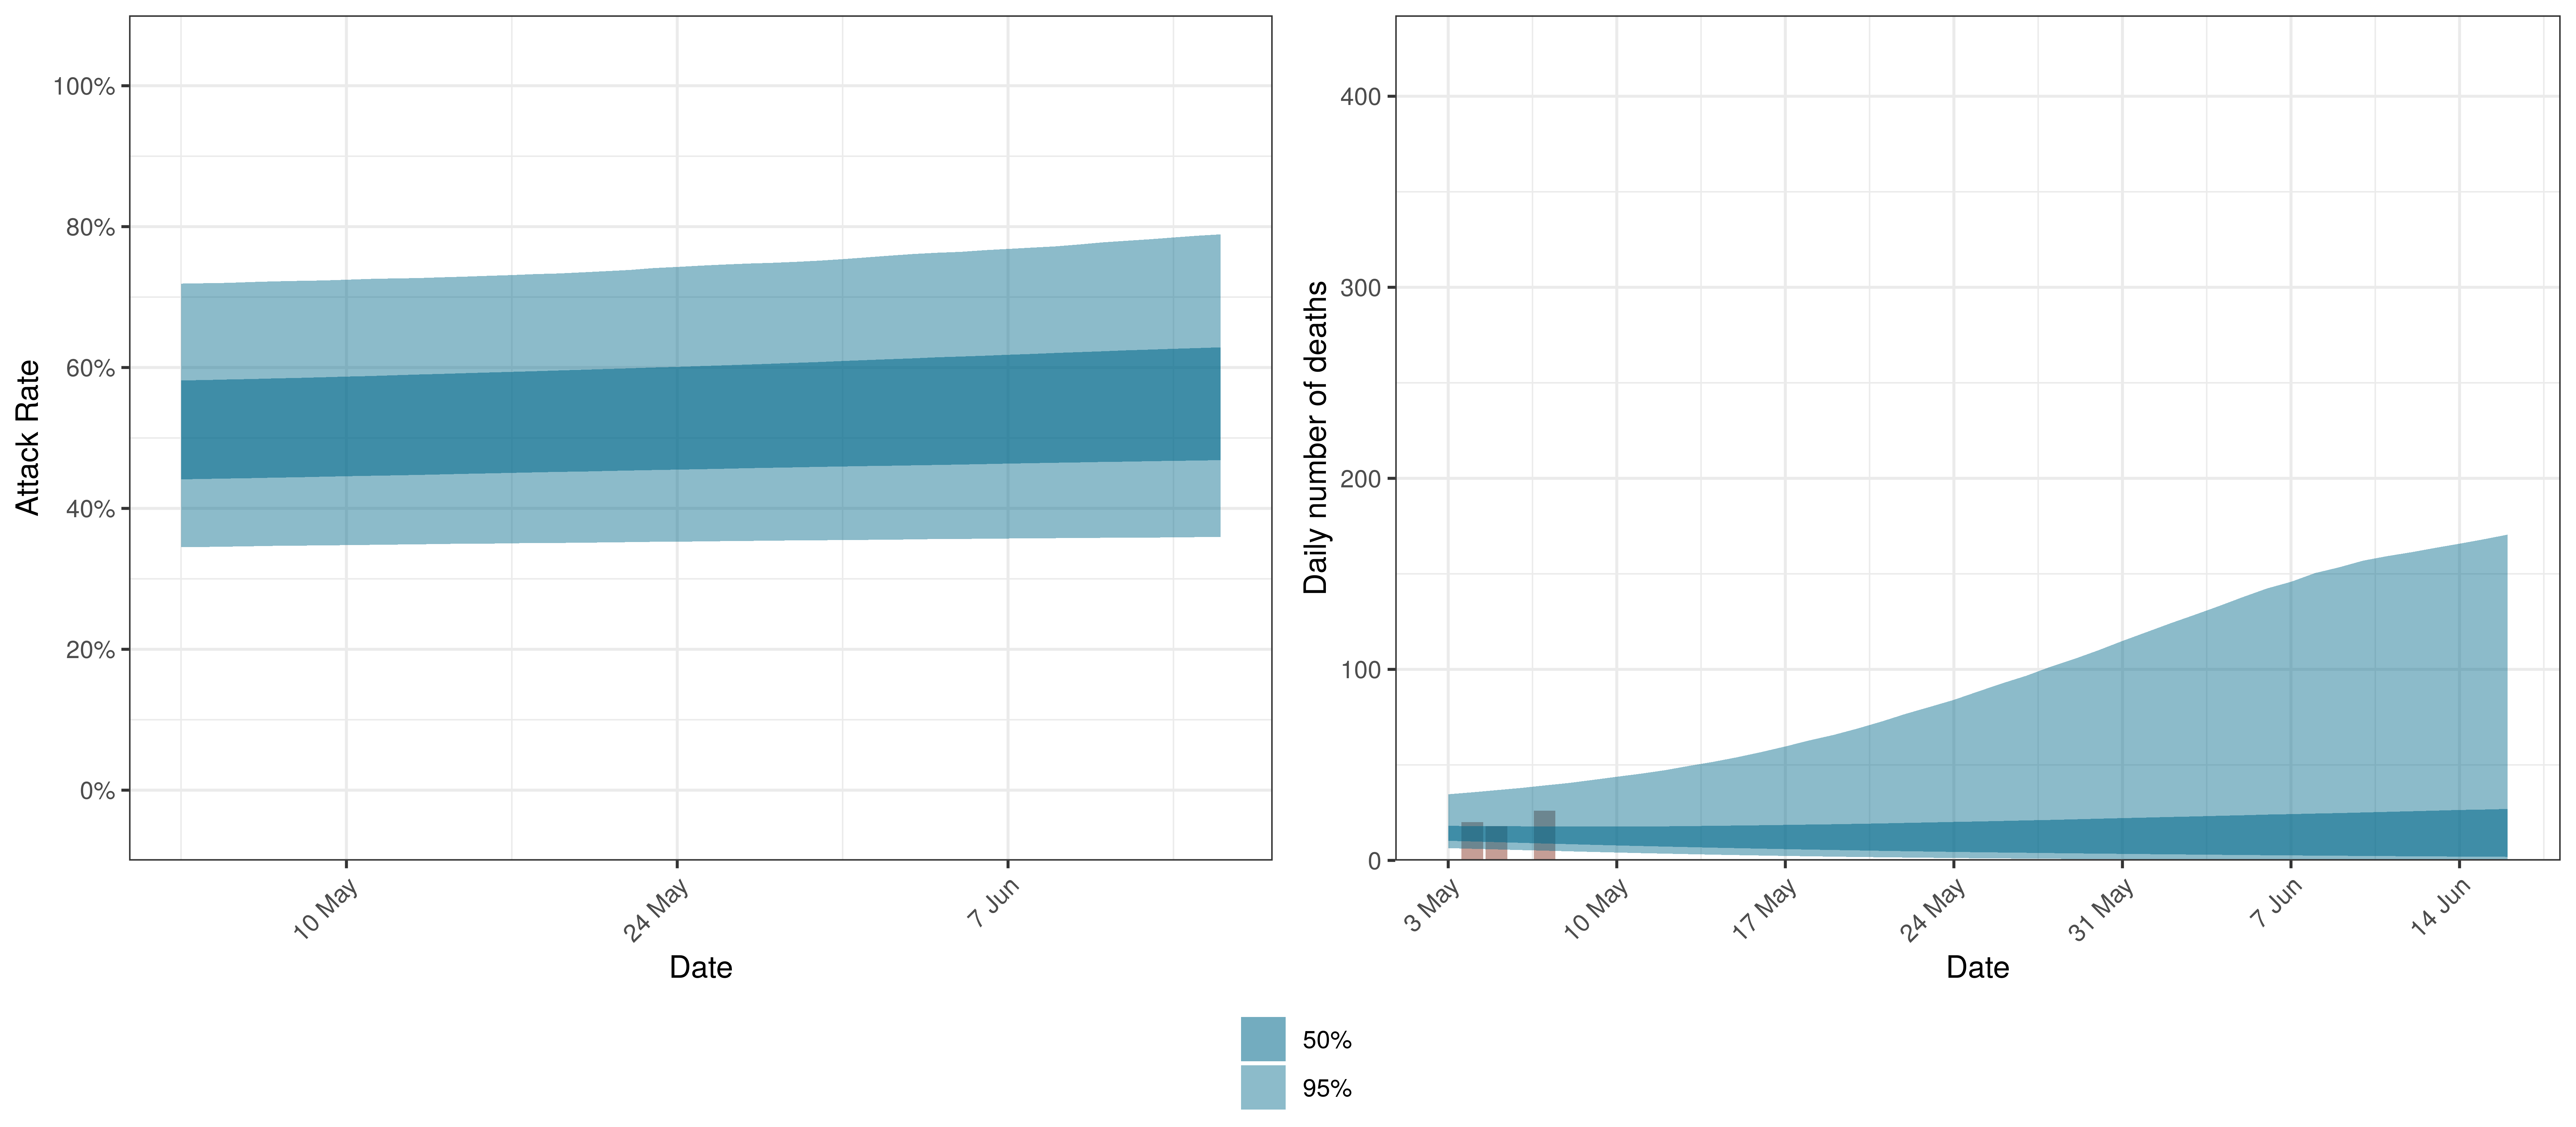 100%
80%
60%
40%
20%
0%
Attack Rate
10 May
24 May
7 Jun
Date
400
300
200
100
0
Daily number of deaths
3 May
10 May
17 May
24 May
31 May
7 Jun
14 Jun
Date
50%
95%